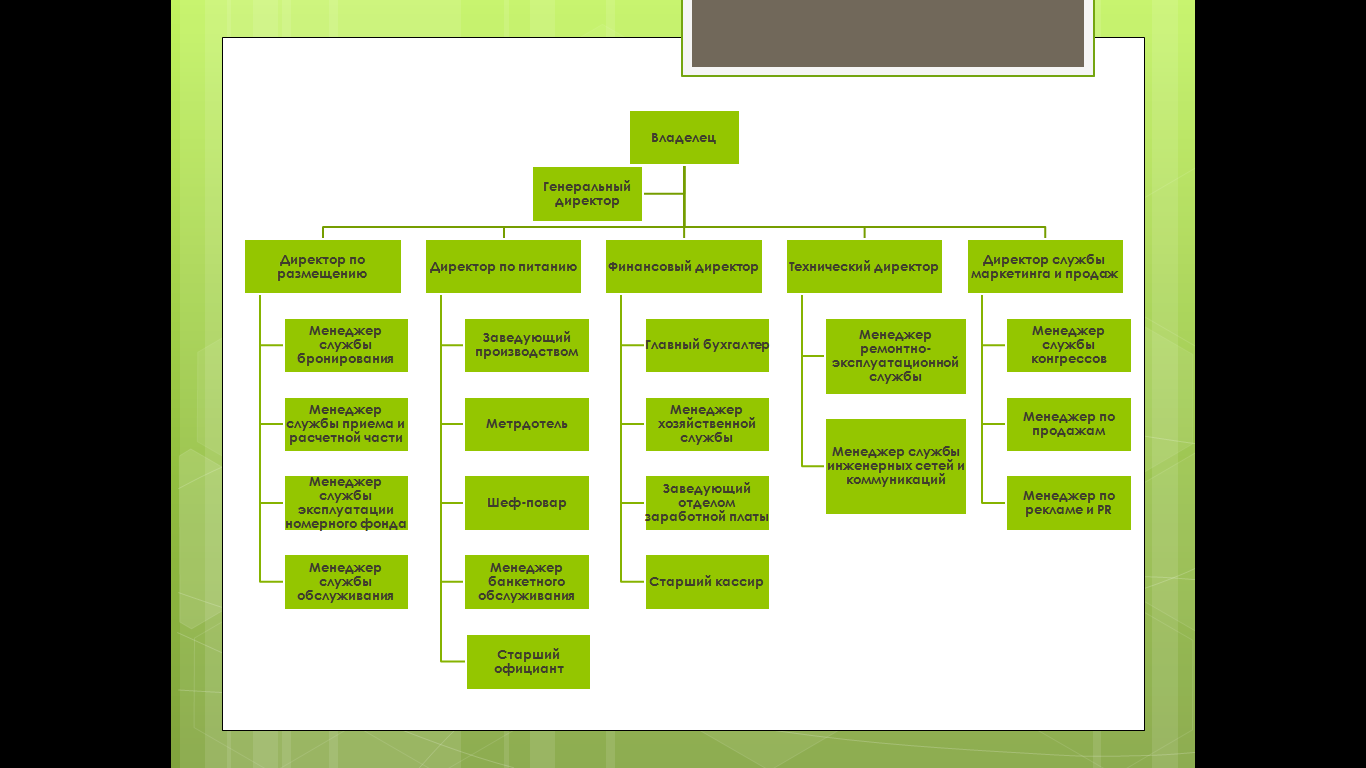 Владелец
Генеральный
директор
Директор по
размещению
Менеджер
службы
бронирования
Менеджер
службы приема и
расчетной части
Менеджер
службы
эксплуатации
номерного фонда
Менеджер
службы
обслуживания
Директор по питанию
Заведующий
производством
Метрдотель
Шеф-повар
Менеджер
банкетного
обслуживания
Старший
официант
Финансовый директор
Главный бухгалтер
Менеджер
хозяйственной
службы
Заведующий
отделом
заработной платы
Старший кассир
Технический директор
Менеджер
ремонтно-
эксплуатационной
службы
Менеджер службы
инженерных сетей и
коммуникаций
Директор службы
маркетинга и продаж
Менеджер
службы
конгрессов
Менеджер по
продажам
Менеджер по
рекламе и PR